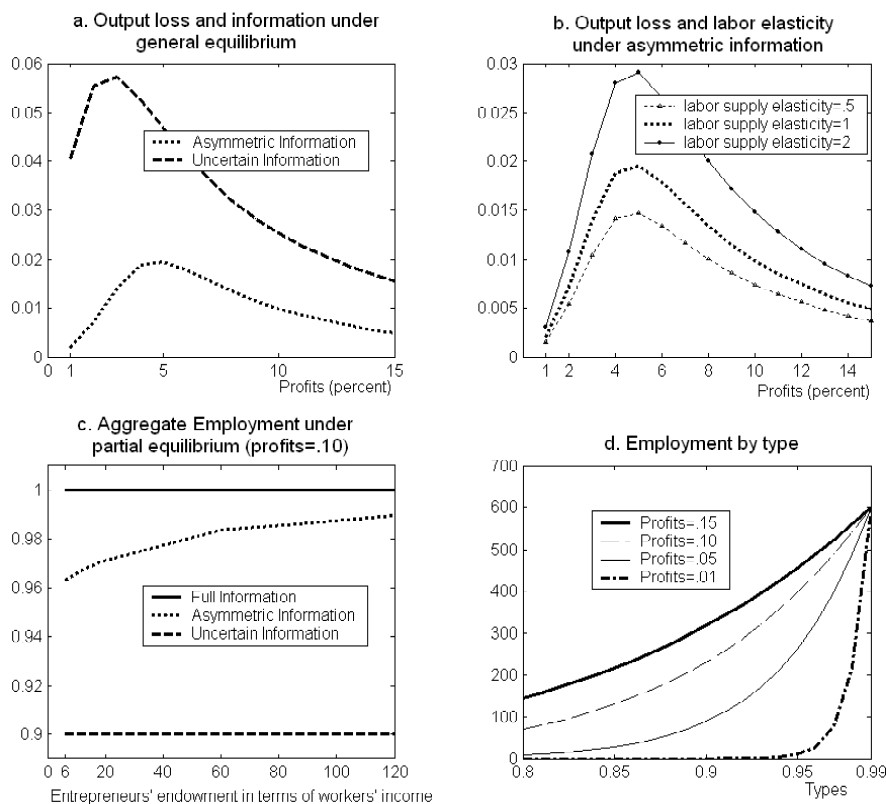 a. Output loss and information under
general equilibrium
0.06
0.05
0.04
0.03
0.02
0.01
0
Asymmetric Information
Uncertain Information
0 1 5 10 15
Profits (percent)
b. Output loss and labor elasticity
under asymmetric information
0.03
0.025
0.02
0.015
0.01
0.005
0
labor supply elasticity=.5
labor supply elasticity=1
labor supply elasticity=2
1 2 4 6 8 10 12 14
Profits (percent)
c. Aggregate Employment under
partial equilibrium (profits=.10)
1
0.98
0.96
0.94
0.92
0.9
Full Information
Asymmetric Information
Uncertain Information
0 6 20 40 60 80 100 120
Entrepreneurs' endowment in terms of workers' income
d. Employment by type
700
600
500
400
300
200
100
0
Profits=.15
Profits=.10
Profits=.05
Profits=.01
0.8 0.85 0.9 0.95 0.99
Types